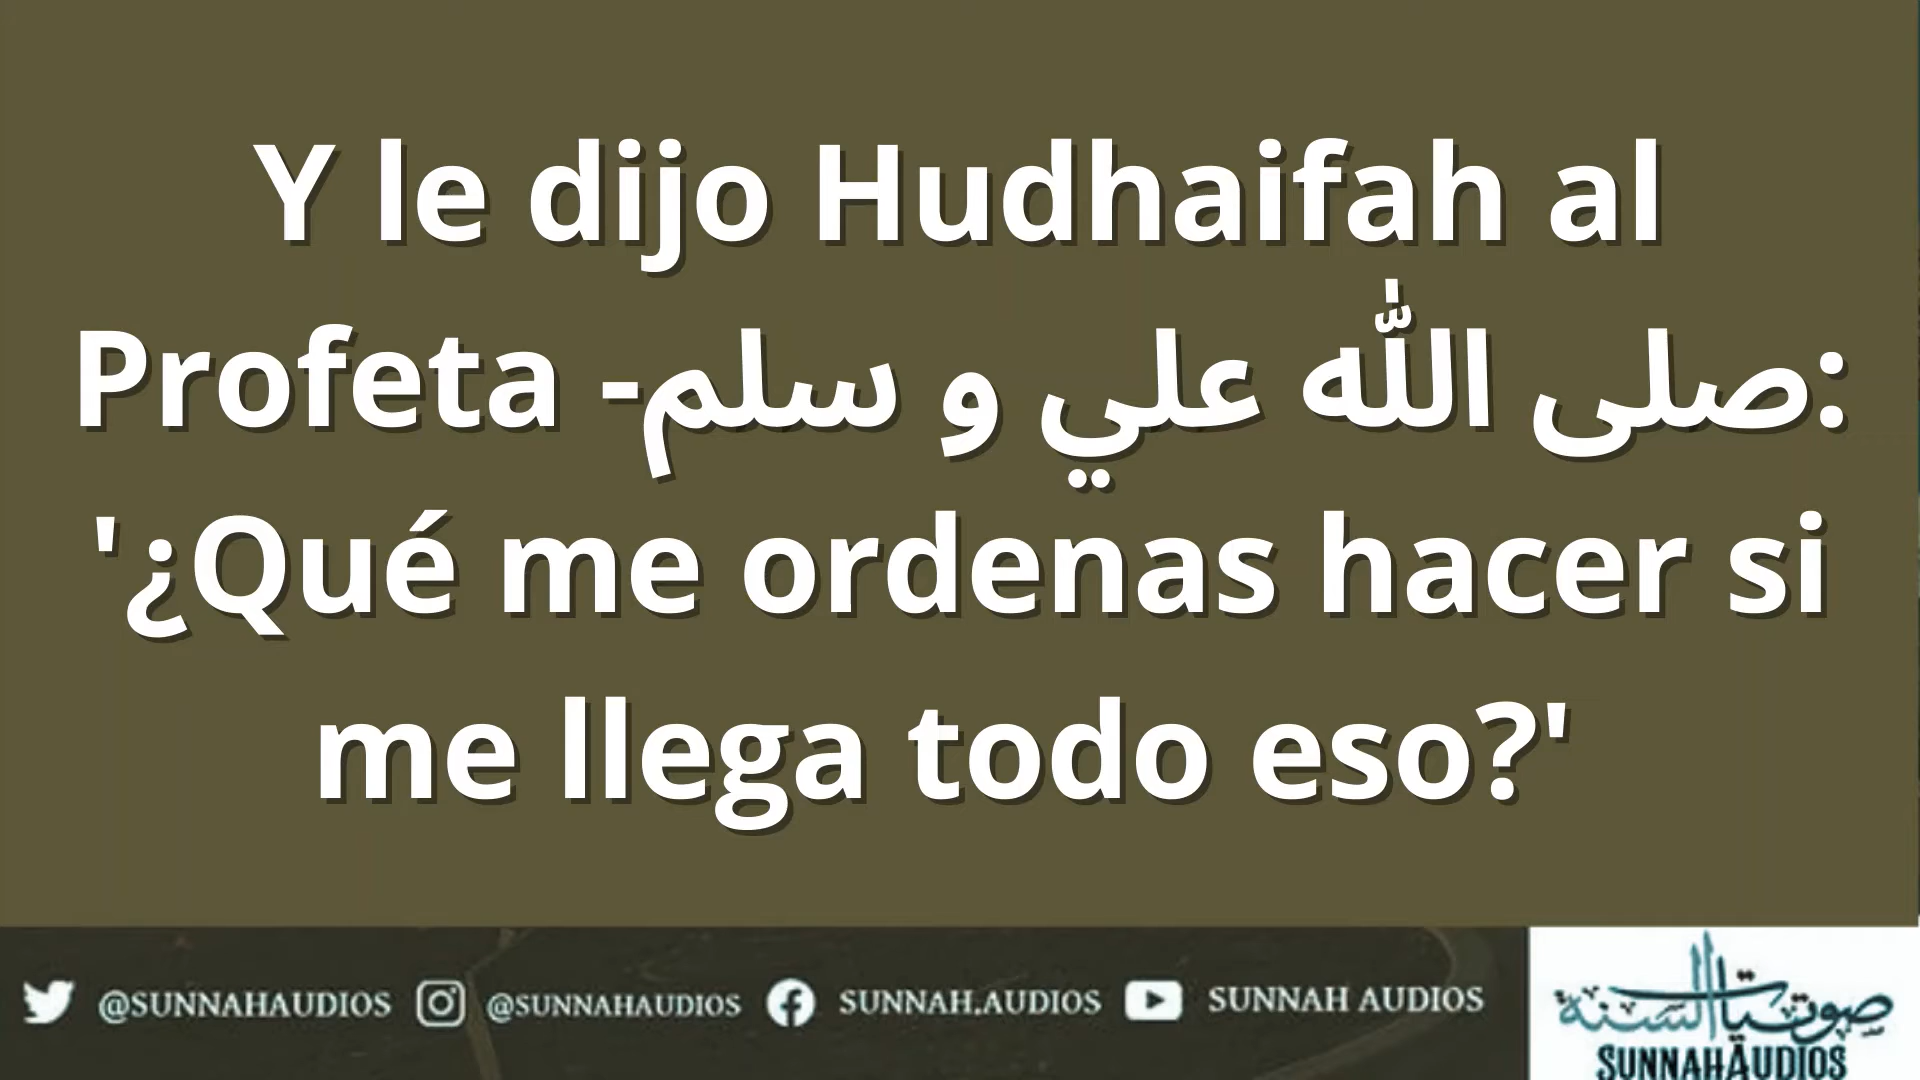 Y le dijo Hudhaifah al
Profeta -صلى الله علي و سلم:
'¿Qué me ordenas hacer si
me llega todo eso?'
@SUNNAHAUDIOS @SUNNAHAUDIOS SUNNAH.AUDIOS SUNNAH AUDIOS
صوتيات السنة
SUNNAHAUDIOS